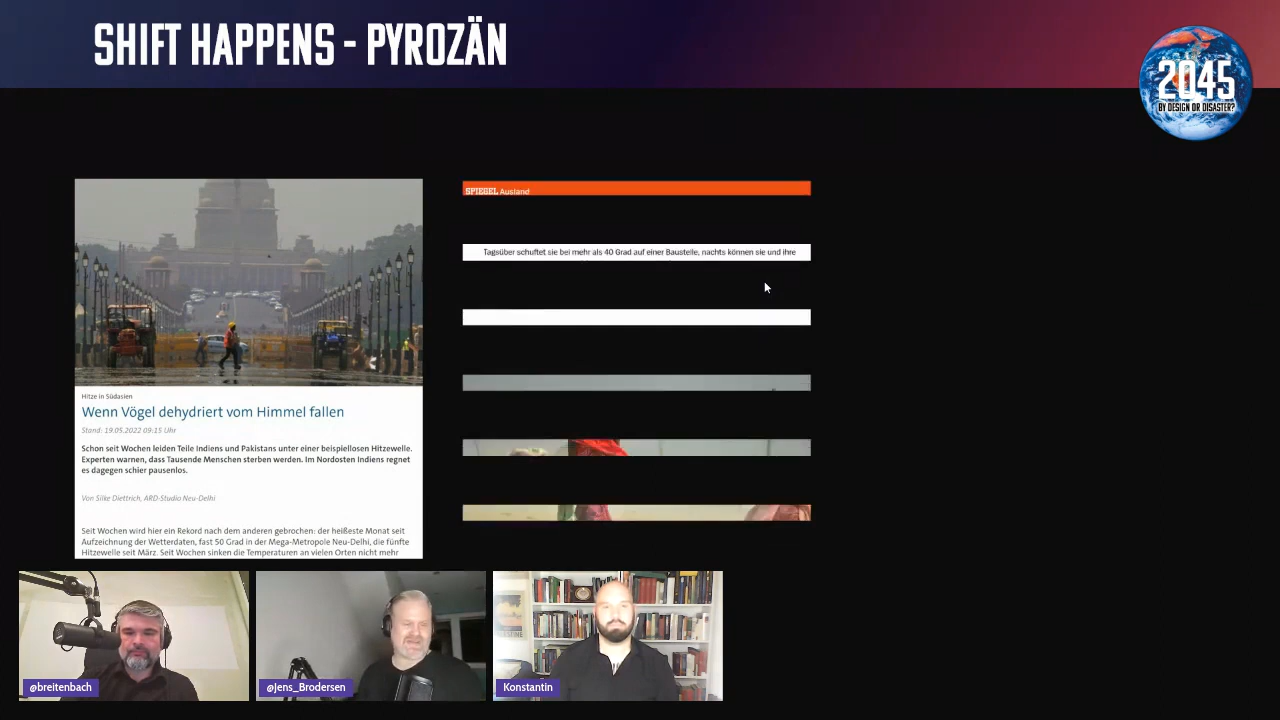 SHIFT HAPPENS - PYROZÄN
2045
BY DESIGN OR DISASTER?
SPIEGEL Ausland
Tagsüber schuftet sie bei mehr als 40 Grad auf einer Baustelle, nachts können sie und ihre
Hitze in Südasien
Wenn Vögel dehydriert vom Himmel fallen
Stand: 19.05.2022 09:15 Uhr
Schon seit Wochen leiden Teile Indiens und Pakistans unter einer beispiellosen Hitzewelle.
Experten warnen, dass Tausende Menschen sterben werden. Im Nordosten Indiens regnet
es dagegen schier pausenlos.
Von Silke Diettrich, ARD-Studio Neu-Delhi
Seit Wochen wird hier ein Rekord nach dem anderen gebrochen: der heißeste Monat seit
Aufzeichnung der Wetterdaten, fast 50 Grad in der Mega-Metropole Neu-Delhi, die fünfte
Hitzewelle seit März. Seit Wochen sinken die Temperaturen an vielen Orten nicht mehr
@breitenbach
@Jens_Brodersen
Konstantin